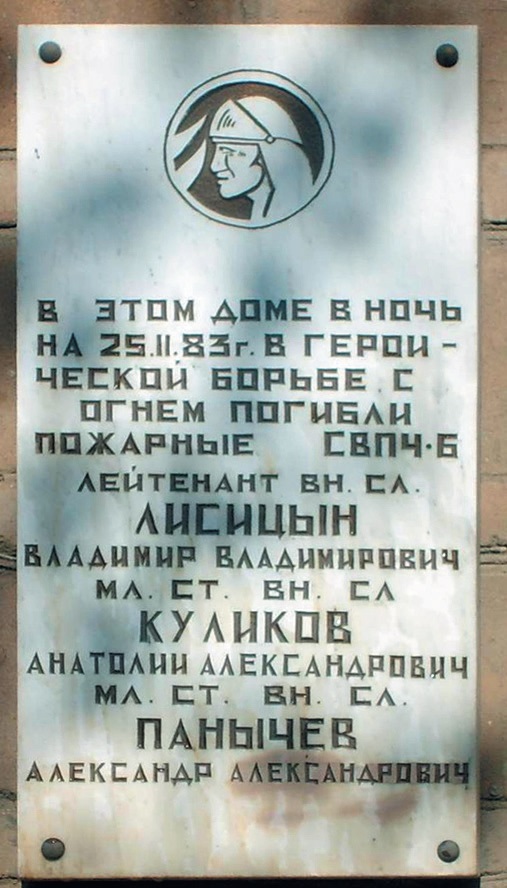 В ЭТОМ ДОМЕ В НОЧЬ
НА 25.11.83г. В ГЕРОИ-
ЧЕСКОЙ БОРЬБЕ С
ОГНЕМ ПОГИБЛИ
ПОЖАРНЫЕ СВПЧ-6
ЛЕЙТЕНАНТ ВН. СЛ.
ЛИСИЦЫН
ВЛАДИМИР ВЛАДИМИРОВИЧ
МЛ. СТ. ВН. СЛ
КУЛИКОВ
АНАТОЛИИ АЛЕКСАНДРОВИЧ
МЛ. СТ. ВН. СЛ.
ПАНЫЧЕВ
АЛЕКСАНДР АЛЕКСАНДРОВИЧ